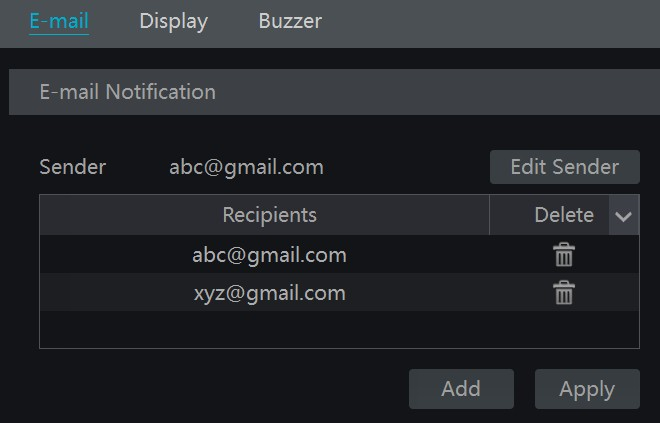 E-mail Display Buzzer
E-mail Notification
Sender abc@gmail.com Edit Sender
Recipients Delete
abc@gmail.com
xyz@gmail.com
Add Apply